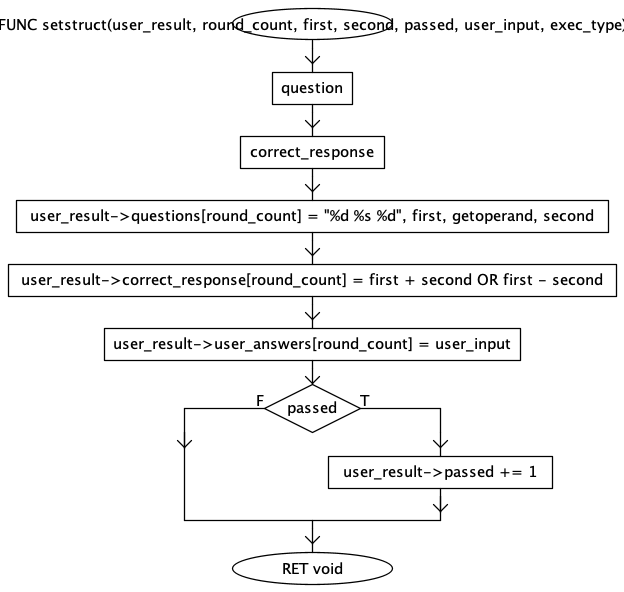 FUNC setstruct(user_result, round_count, first, second, passed, user_input, exec_type)
question
correct_response
user_result->questions[round_count] = "%d %s %d", first, getoperand, second
user_result->correct_response[round_count] = first + second OR first - second
user_result->user_answers[round_count] = user_input
F
passed
T
user_result->passed += 1
RET void